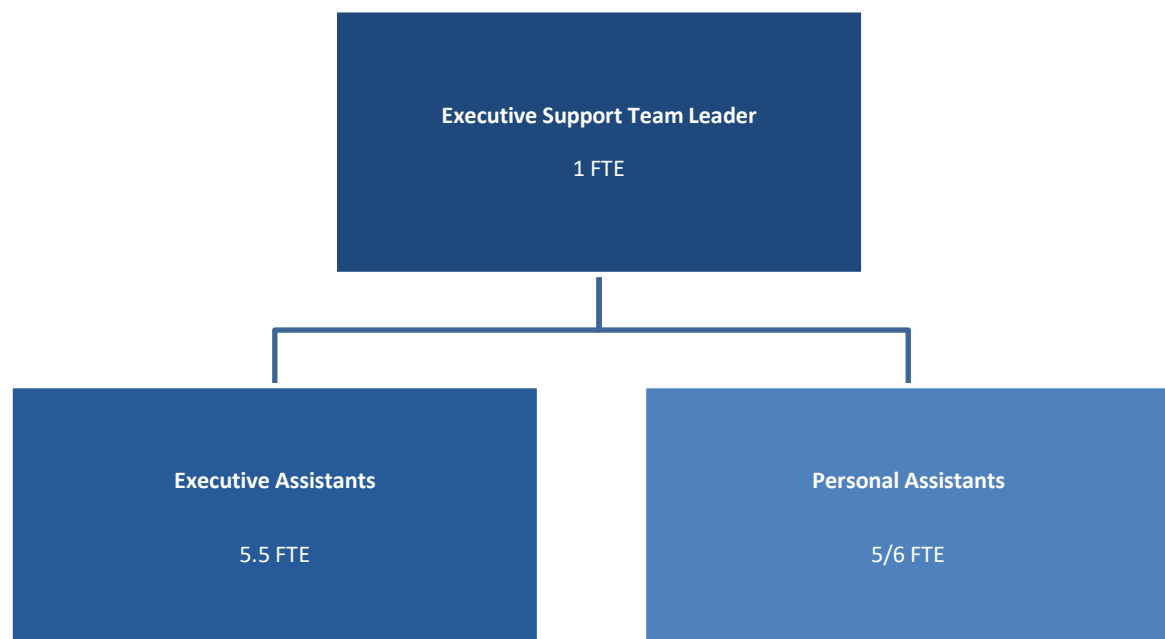 Executive Support Team Leader
1 FTE
Executive Assistants
5.5 FTE
Personal Assistants
5/6 FTE